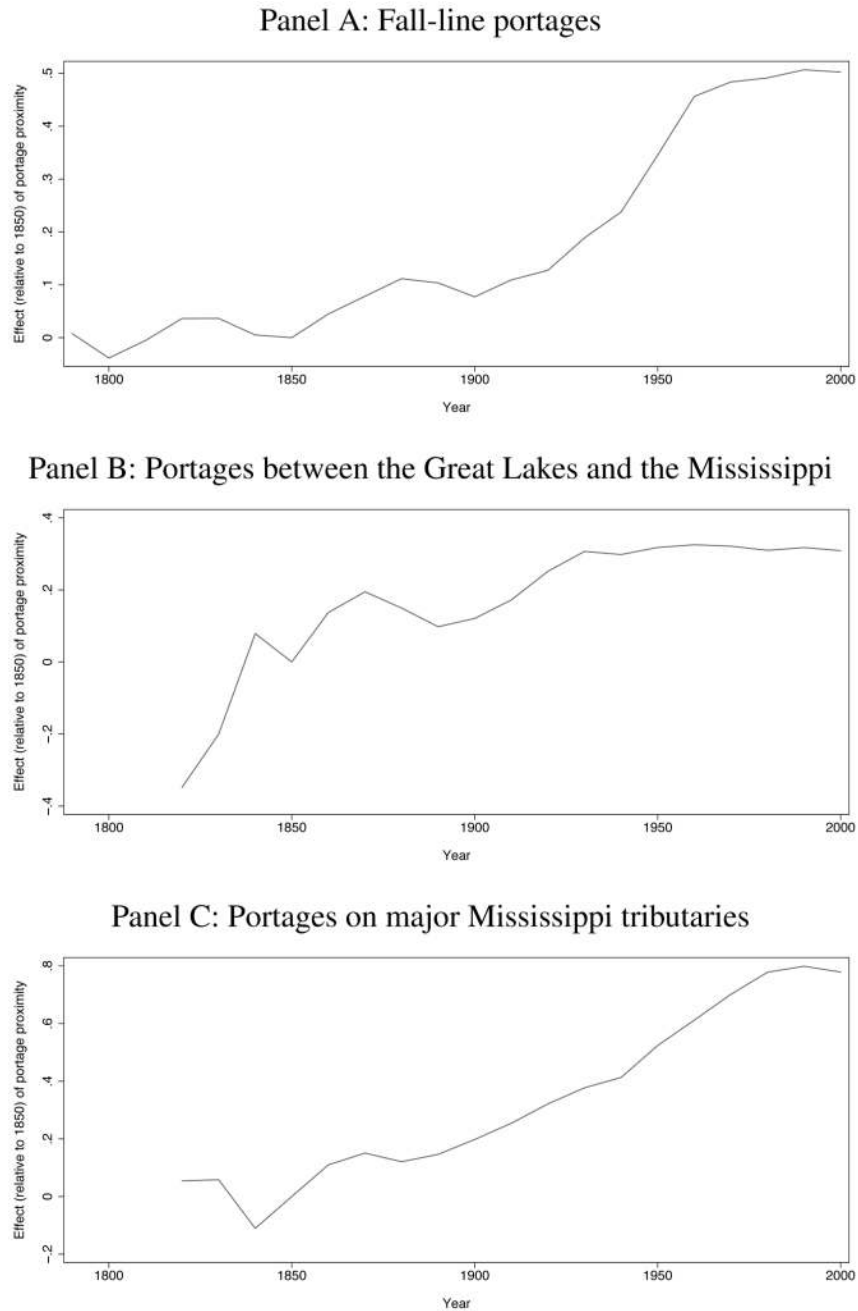 Panel A: Fall-line portages
Effect (relative to 1850) of portage proximity
.5
.4
.3
.2
.1
0
1800 1850 1900 1950 2000
Year
Panel B: Portages between the Great Lakes and the Mississippi
Effect (relative to 1850) of portage proximity
.4
.2
0
-.2
-.4
1800 1850 1900 1950 2000
Year
Panel C: Portages on major Mississippi tributaries
Effect (relative to 1850) of portage proximity
.8
.6
.4
.2
0
-.2
1800 1850 1900 1950 2000
Year